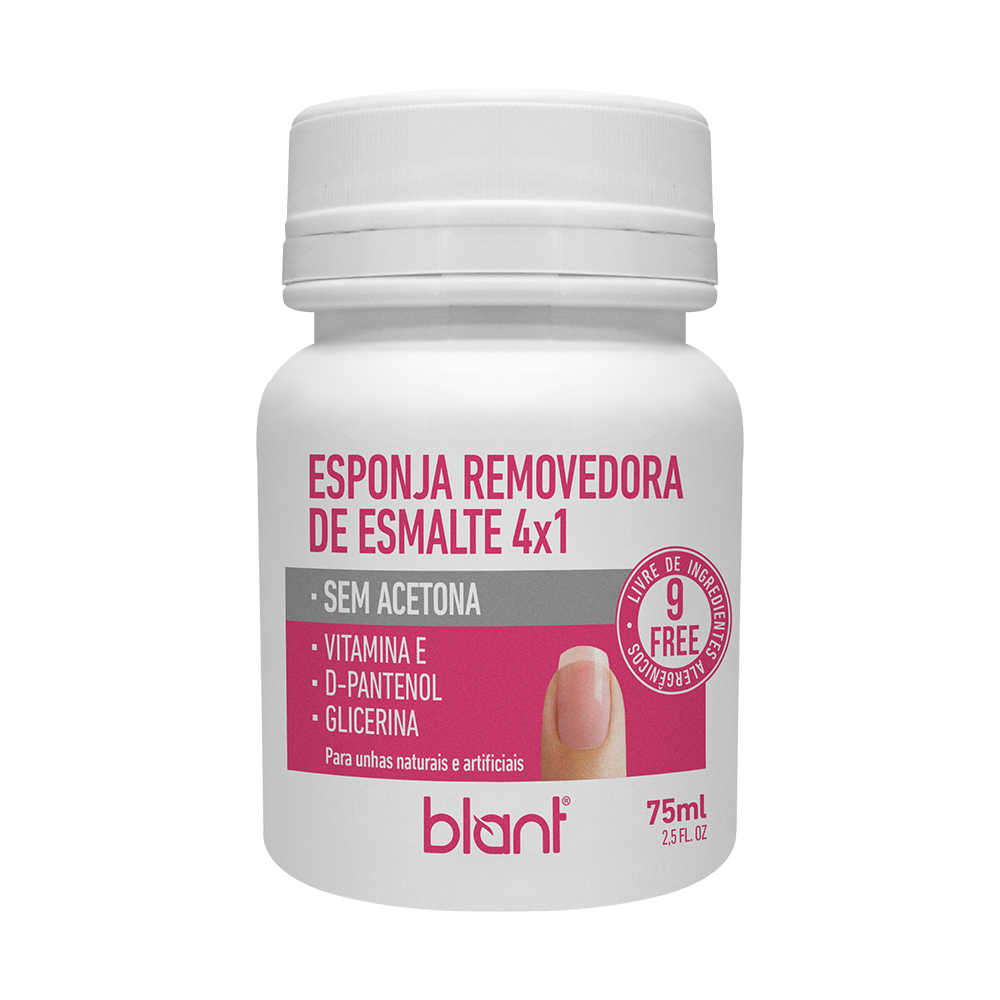 ESPONJA REMOVEDORA
DE ESMALTE 4x1
· SEM ACETONA
· VITAMINA E
· D-PANTENOL
· GLICERINA
Para unhas naturais e artificiais
LIVRE DE INGREDIENTES ALERGÊNICOS ·
9
FREE
blant®
75ml
2,5 FL. OZ